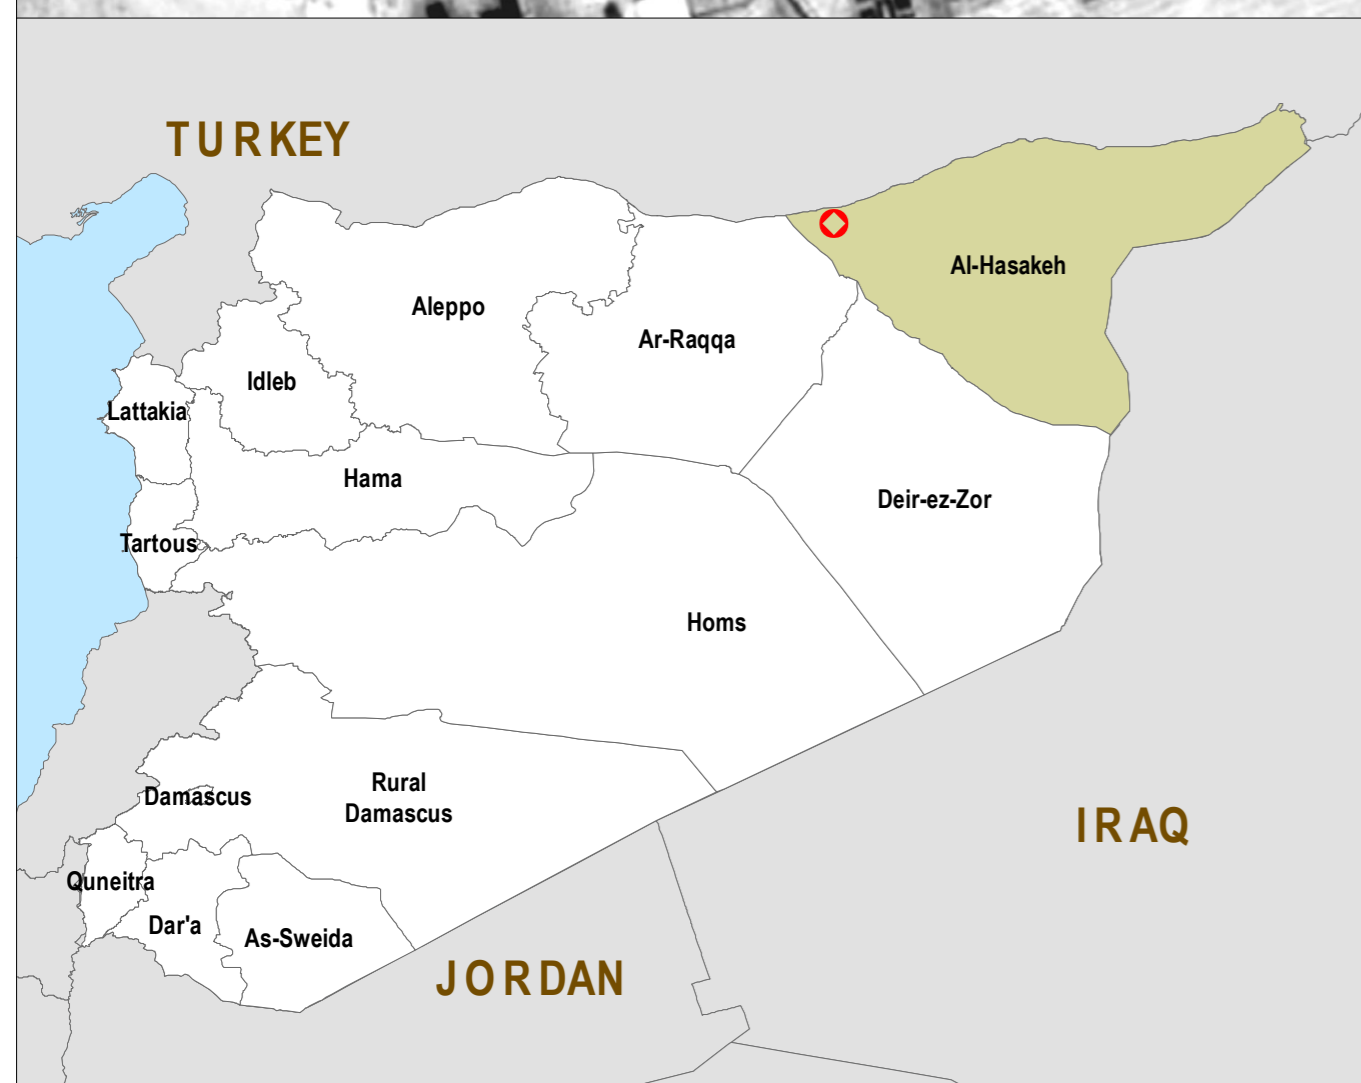 TURKEY
Al-Hasakeh
Aleppo
Ar-Raqqa
Idleb
Lattakia
Hama
Deir-ez-Zor
Tartous
Homs
Rural
Damascus
Damascus
IRAQ
Quneitra
Dar'a
As-Sweida
JORDAN